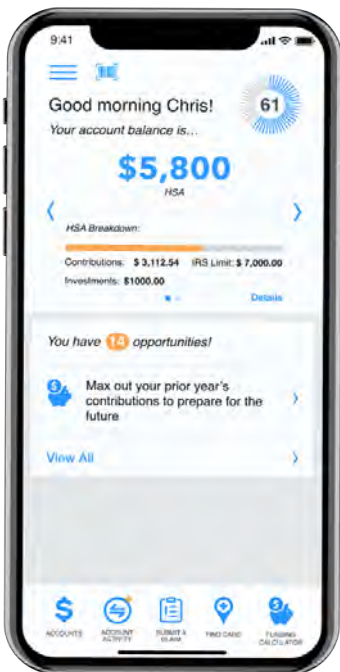 9:41
Good morning Chris!
61
Your account balance is...
$5,800
HSA
HSA Breakdown:
Contributions: $ 3,112.54 IRS Limit: $ 7,000.00
Investments: $1000.00
Details
You have 14 opportunities!
Max out your prior year's
contributions to prepare for the
future
View All
ACCOUNTS
ACCOUNT
ACTIVITY
SUBMIT A
CLAIM
FIND CARE
FUNDING
CALCULATOR